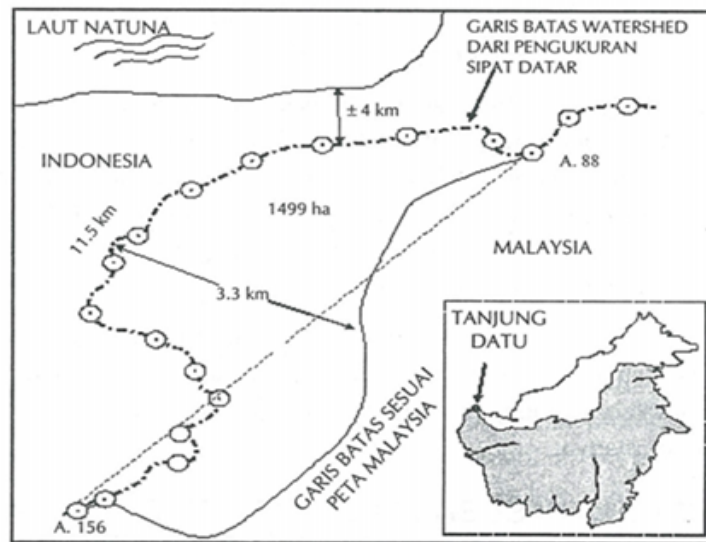 LAUT NATUNA
GARIS BATAS WATERSHED
DARI PENGUKURAN
SIPAT DATAR
± 4 km
INDONESIA
A. 88
1499 ha
11.5 km
MALAYSIA
3.3 km
TANJUNG
DATU
GARIS BATAS SESUAI
PETA MALAYSIA
A. 156